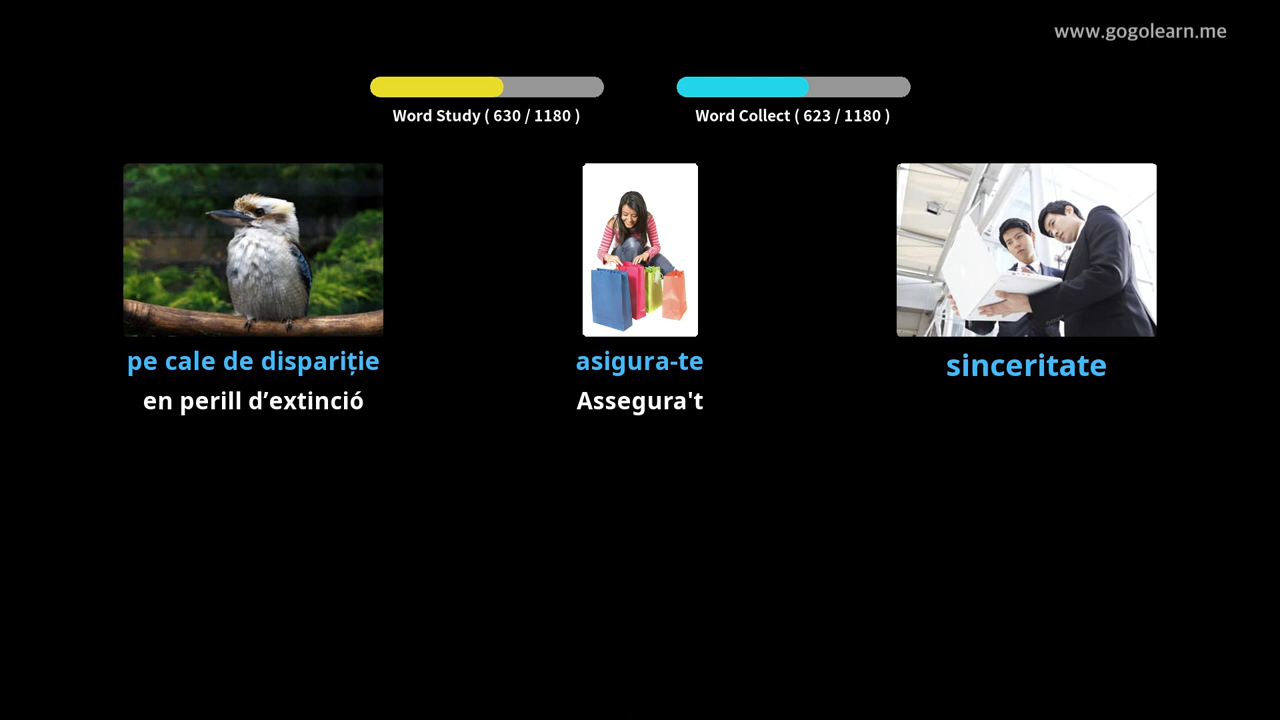 www.gogolearn.me
Word Study ( 630 / 1180 )
Word Collect ( 623 / 1180 )
pe cale de dispariție
en perill d’extinció
asigura-te
Assegura't
sinceritate